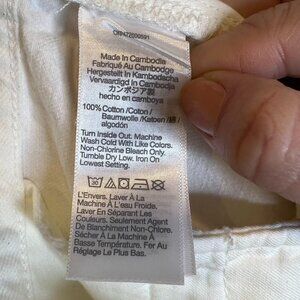 Made In Cambodia
Fabriqué Au Cambodge
Hergestellt in Kambodscha
Vervaardigd in Cambodja
カンボジア製
hecho en camboya
100% Cotton /Coton /
Baumwolle /Katoen / 綿 /
algodón
Turn Inside Out. Machine
Wash Cold With Like Colors.
Non-Chlorine Bleach Only.
Tumble Dry Low. Iron On
Lowest Setting.
30
L'Envers. Laver À La
Machine À L'eau Froide,
Laver En Séparant Les
Couleurs. Seulement Agent
De Blanchiment Non-Chlore.
Sécher À La Machine À
Basse Température. Fer Au
Réglage Le Plus Bas.